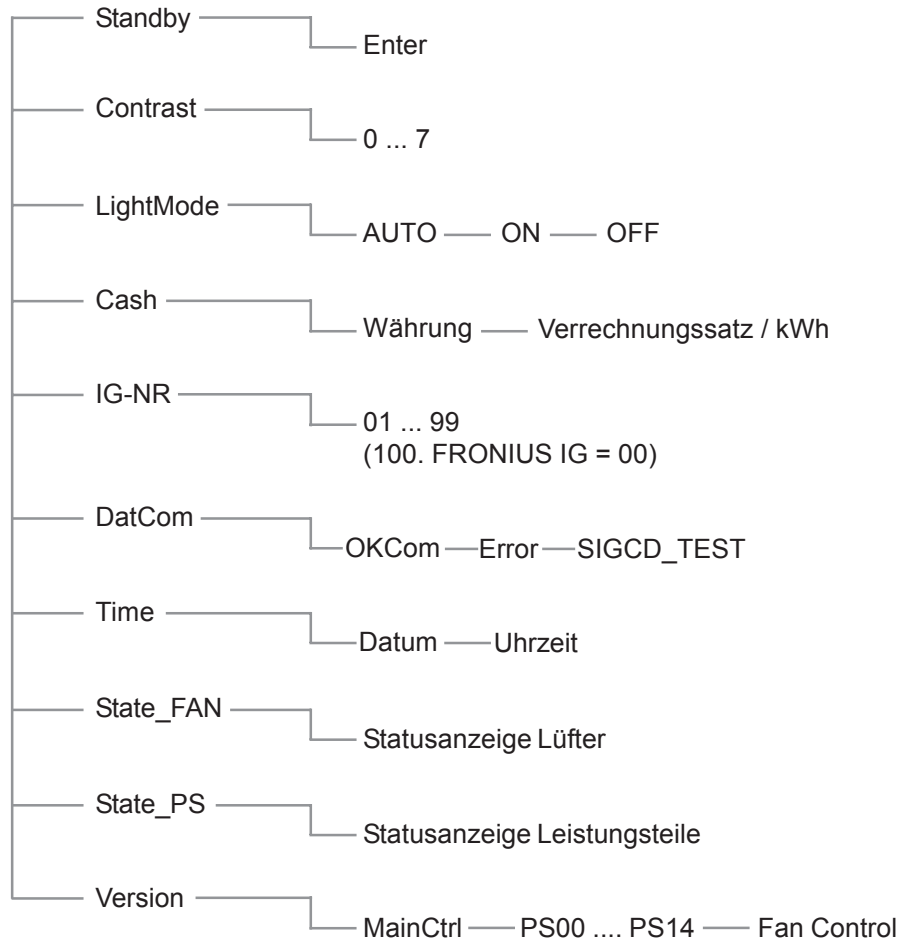 Standby
Enter
Contrast
0 ... 7
LightMode
AUTO ON OFF
Cash
Währung Verrechnungssatz / kWh
IG-NR
01 ... 99
(100. FRONIUS IG = 00)
DatCom
OKCom Error SIGCD_TEST
Time
Datum Uhrzeit
State_FAN
Statusanzeige Lüfter
State_PS
Statusanzeige Leistungsteile
Version
MainCtrl PS00 .... PS14 Fan Control